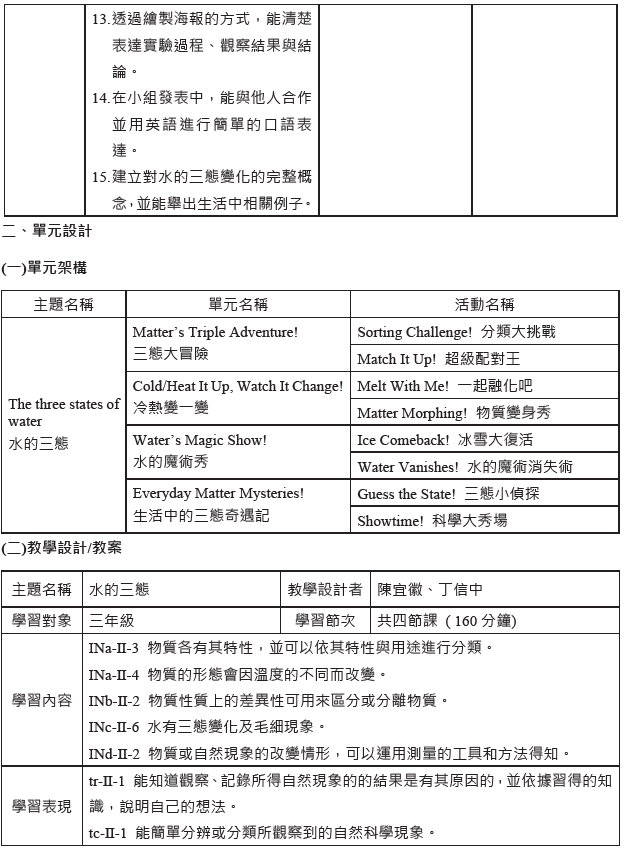 13.透過繪製海報的方式，能清楚
表達實驗過程、觀察結果與結
論。
14.在小組發表中，能與他人合作
並用英語進行簡單的口語表
達。
15.建立對水的三態變化的完整概
念，並能舉出生活中相關例子。
二、單元設計
(一)單元架構
主題名稱 單元名稱 活動名稱
The three states of
water
水的三態
Matter’s Triple Adventure!
三態大冒險
Sorting Challenge! 分類大挑戰
Match It Up! 超級配對王
Cold/Heat It Up, Watch It Change!
冷熱變一變
Melt With Me! 一起融化吧
Matter Morphing! 物質變身秀
Water’s Magic Show!
水的魔術秀
Ice Comeback! 冰雪大復活
Water Vanishes! 水的魔術消失術
Everyday Matter Mysteries!
生活中的三態奇遇記
Guess the State! 三態小偵探
Showtime! 科學大秀場
(二)教學設計/教案
主題名稱 水的三態 教學設計者 陳宜徽、丁信中
學習對象 三年級 學習節次 共四節課（160 分鐘)
學習內容
INa-II-3 物質各有其特性，並可以依其特性與用途進行分類。
INa-II-4 物質的形態會因溫度的不同而改變。
INb-II-2 物質性質上的差異性可用來區分或分離物質。
INc-II-6 水有三態變化及毛細現象。
INd-II-2 物質或自然現象的改變情形，可以運用測量的工具和方法得知。
學習表現
tr-II-1 能知道觀察、記錄所得自然現象的的結果是有其原因的，並依據習得的知
識，說明自己的想法。
tc-II-1 能簡單分辨或分類所觀察到的自然科學現象。